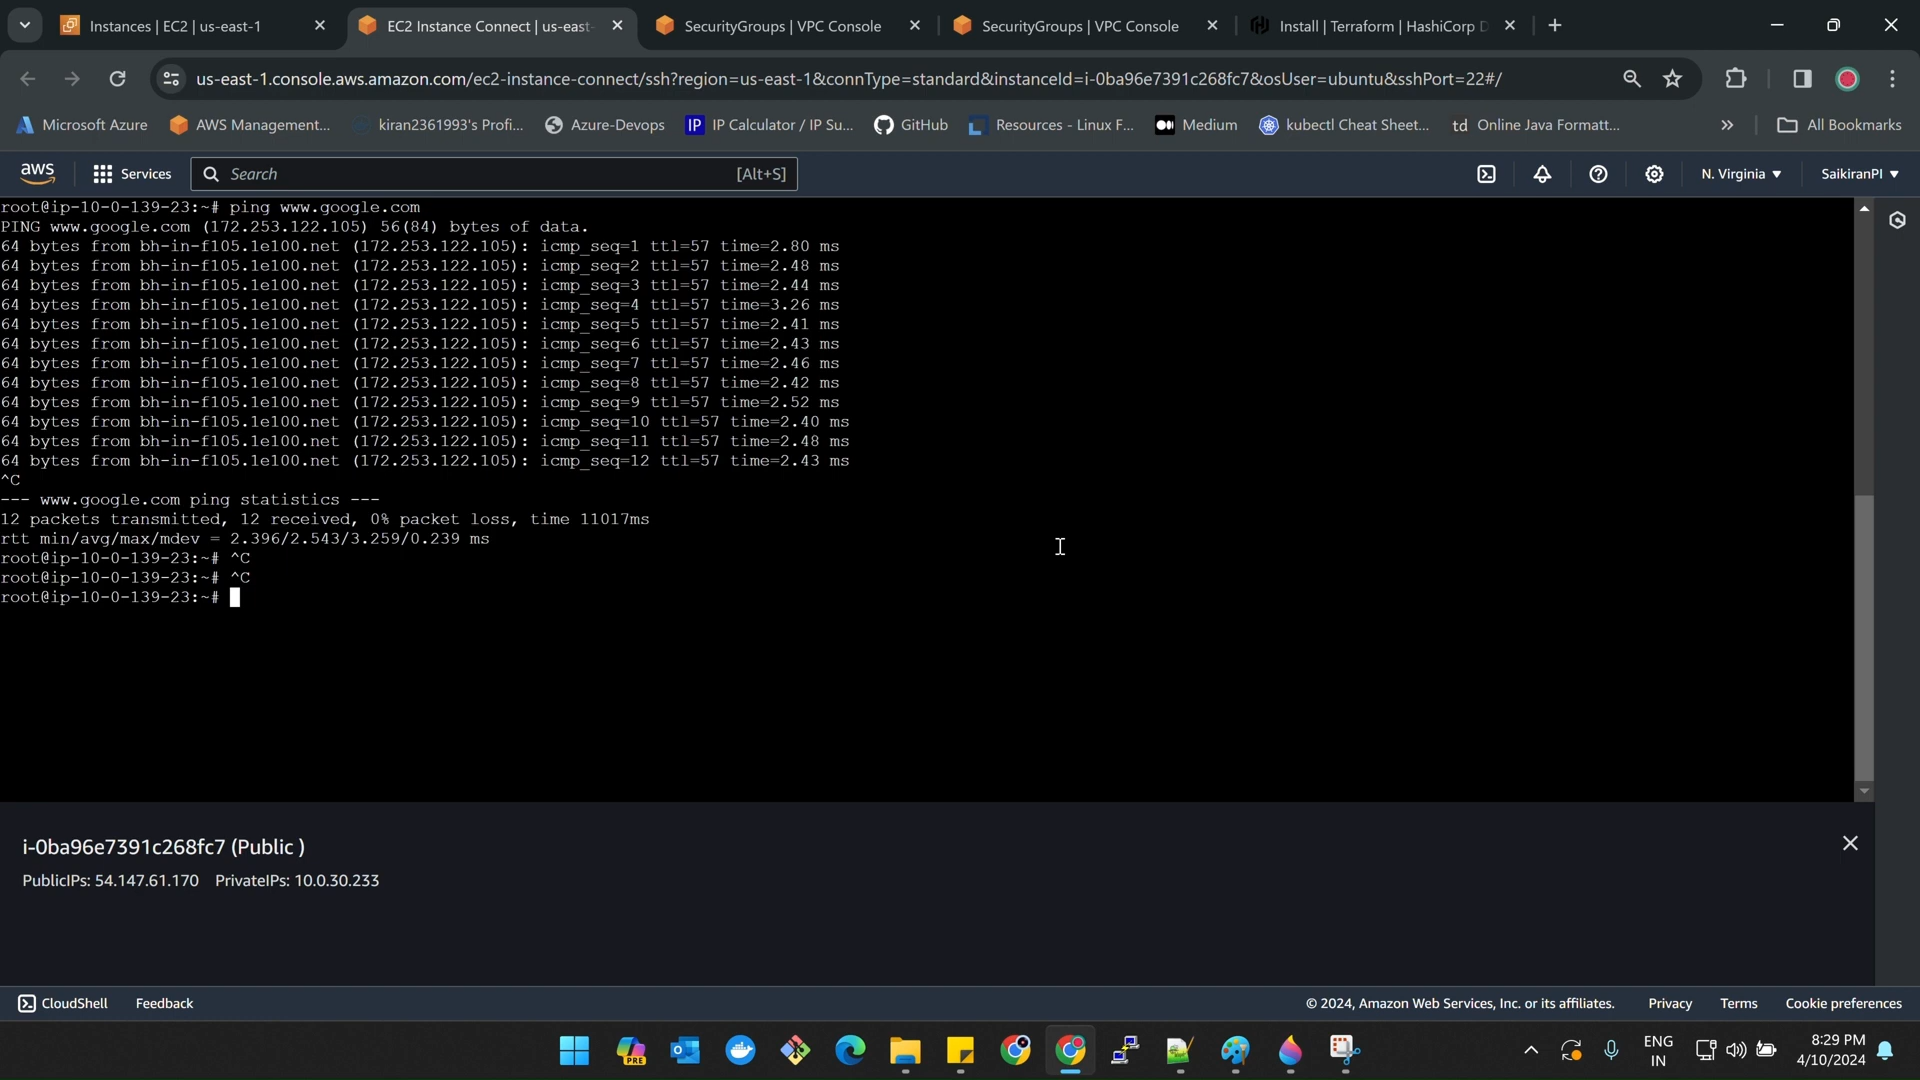 Instances | EC2 | us-east-1
EC2 Instance Connect | us-east-
SecurityGroups | VPC Console
SecurityGroups | VPC Console
Install | Terraform | HashiCorp D
us-east-1.console.aws.amazon.com/ec2-instance-connect/ssh?region=us-east-1&connType=standard&instanceId=i-0ba96e7391c268fc7&osUser=ubuntu&sshPort=22#/
Microsoft Azure
AWS Management...
kiran2361993's Profi...
Azure-Devops
IP
IP Calculator / IP Su...
GitHub
Resources - Linux F...
Medium
kubectl Cheat Sheet...
td
Online Java Formatt...
All Bookmarks
aws
Services
Search
[Alt+S]
N. Virginia
SaikiranPI
root@ip-10-0-139-23:~# ping www.google.com
PING www.google.com (172.253.122.105) 56(84) bytes of data.
64 bytes from bh-in-f105.1e100.net (172.253.122.105): icmp_seq=1 ttl=57 time=2.80 ms
64 bytes from bh-in-f105.1e100.net (172.253.122.105): icmp_seq=2 ttl=57 time=2.48 ms
64 bytes from bh-in-f105.1e100.net (172.253.122.105): icmp_seq=3 ttl=57 time=2.44 ms
64 bytes from bh-in-f105.1e100.net (172.253.122.105): icmp_seq=4 ttl=57 time=3.26 ms
64 bytes from bh-in-f105.1e100.net (172.253.122.105): icmp_seq=5 ttl=57 time=2.41 ms
64 bytes from bh-in-f105.1e100.net (172.253.122.105): icmp_seq=6 ttl=57 time=2.43 ms
64 bytes from bh-in-f105.1e100.net (172.253.122.105): icmp_seq=7 ttl=57 time=2.46 ms
64 bytes from bh-in-f105.1e100.net (172.253.122.105): icmp_seq=8 ttl=57 time=2.42 ms
64 bytes from bh-in-f105.1e100.net (172.253.122.105): icmp_seq=9 ttl=57 time=2.52 ms
64 bytes from bh-in-f105.1e100.net (172.253.122.105): icmp_seq=10 ttl=57 time=2.40 ms
64 bytes from bh-in-f105.1e100.net (172.253.122.105): icmp_seq=11 ttl=57 time=2.48 ms
64 bytes from bh-in-f105.1e100.net (172.253.122.105): icmp_seq=12 ttl=57 time=2.43 ms
^C
--- www.google.com ping statistics ---
12 packets transmitted, 12 received, 0% packet loss, time 11017ms
rtt min/avg/max/mdev = 2.396/2.543/3.259/0.239 ms
root@ip-10-0-139-23:~# ^C
root@ip-10-0-139-23:~# ^C
root@ip-10-0-139-23:~#
i-0ba96e7391c268fc7 (Public )
PublicIPs: 54.147.61.170 PrivateIPs: 10.0.30.233
CloudShell
Feedback
© 2024, Amazon Web Services, Inc. or its affiliates.
Privacy
Terms
Cookie preferences
PRE
ENG
IN
8:29 PM
4/10/2024